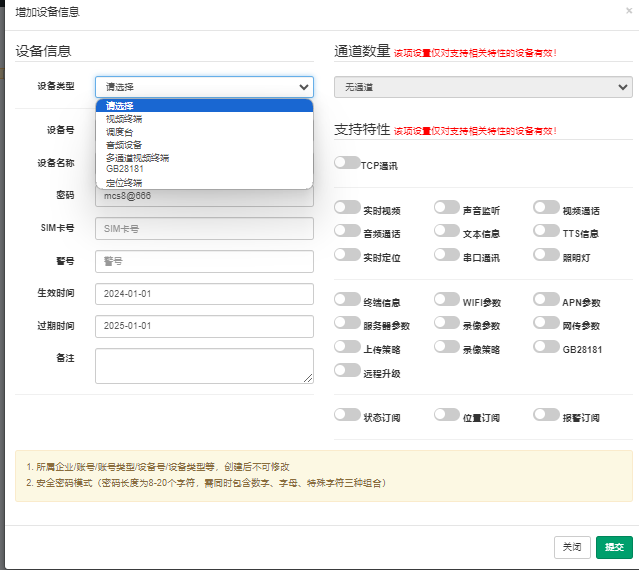 增加设备信息
×
设备信息
设备类型
请选择
请选择
视频终端
调度台
音频设备
多通道视频终端
GB28181
定位终端
设备号
设备名称
密码
mcs8@666
SIM卡号
SIM卡号
警号
警号
生效时间
2024-01-01
过期时间
2025-01-01
备注
通道数量 该项设置仅对支持相关特性的设备有效！
无通道
支持特性 该项设置仅对支持相关特性的设备有效！
TCP通讯
实时视频 声音监听 视频通话
音频通话 文本信息 TTS信息
实时定位 串口通讯 照明灯
终端信息 WIFI参数 APN参数
服务器参数 录像参数 网传参数
上传策略 录像策略 GB28181
远程升级
状态订阅 位置订阅 报警订阅
1. 所属企业/账号/账号类型/设备号/设备类型等，创建后不可修改
2. 安全密码模式（密码长度为8-20个字符，需同时包含数字、字母、特殊字符三种组合）
关闭 提交